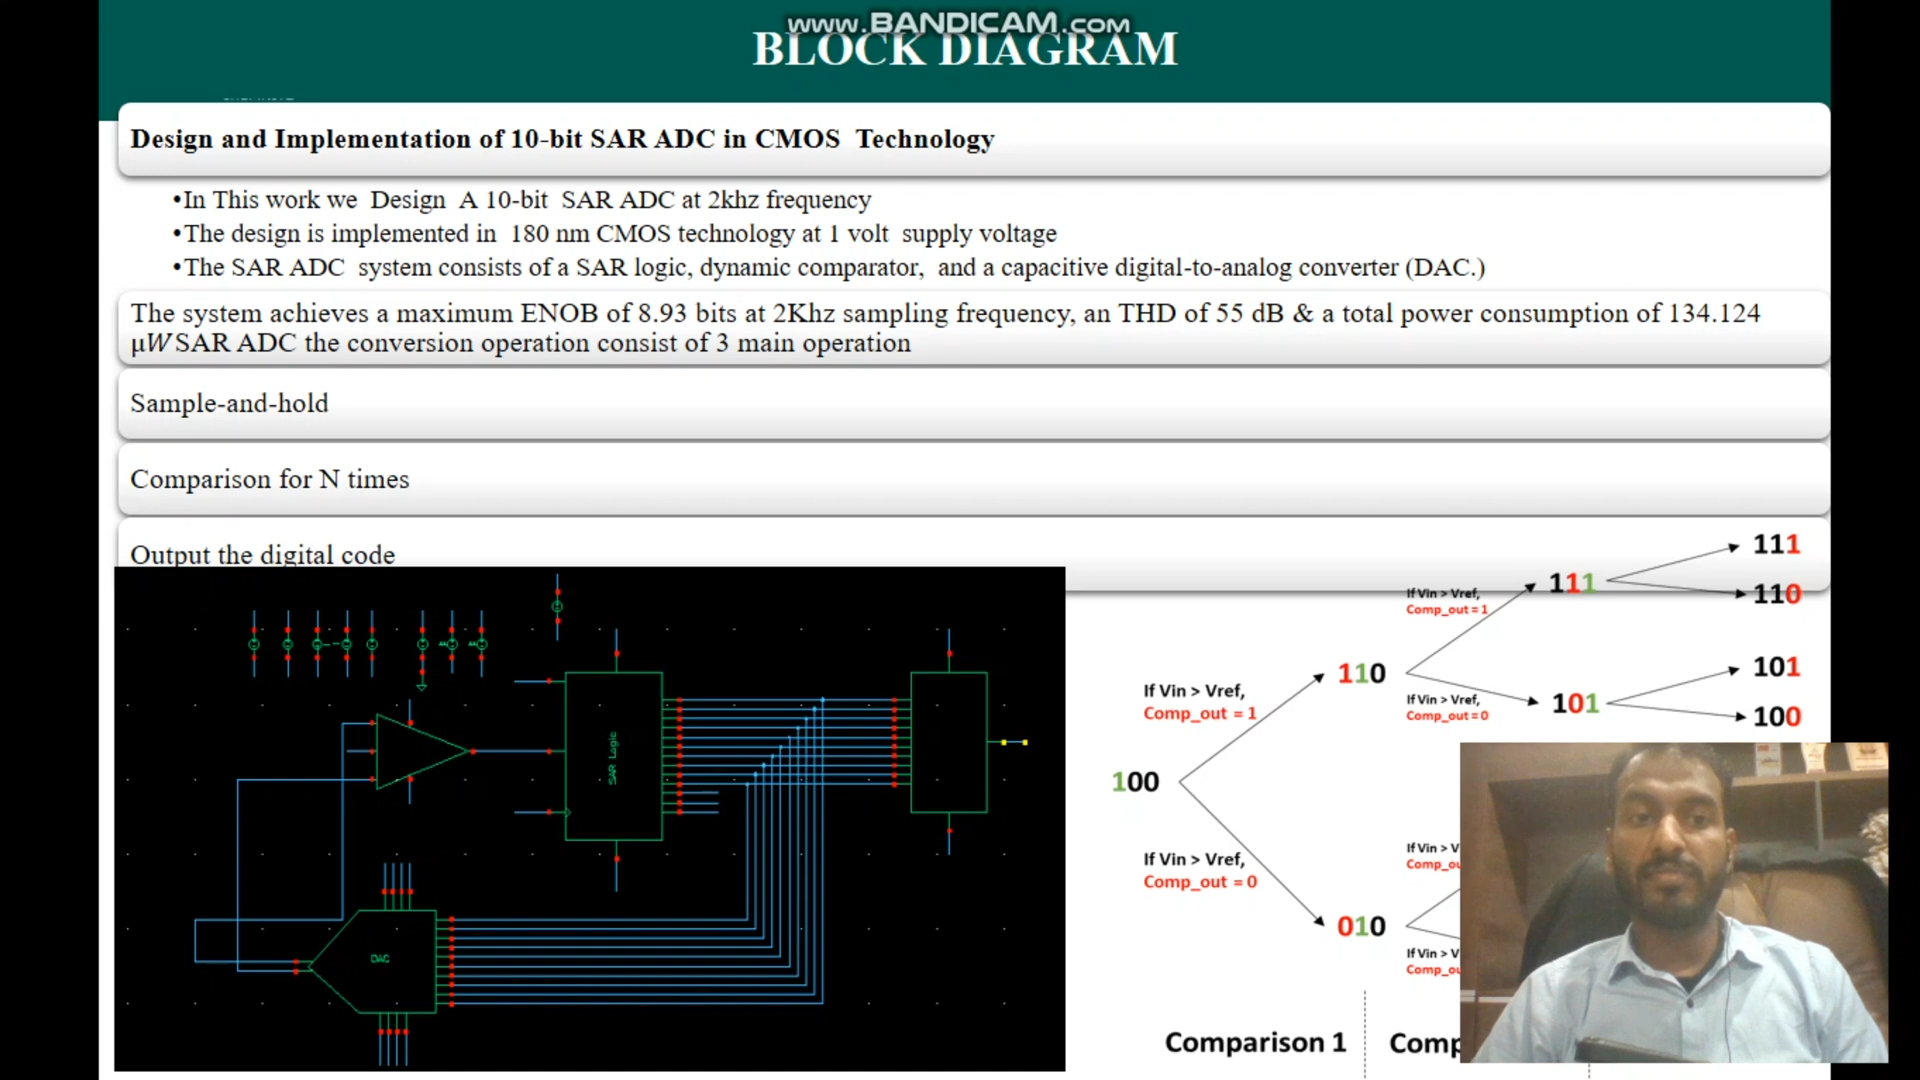 www.BANDICAM.com
BLOCK DIAGRAM
Design and Implementation of 10-bit SAR ADC in CMOS Technology
•In This work we Design A 10-bit SAR ADC at 2khz frequency
•The design is implemented in 180 nm CMOS technology at 1 volt supply voltage
•The SAR ADC system consists of a SAR logic, dynamic comparator, and a capacitive digital-to-analog converter (DAC.)
The system achieves a maximum ENOB of 8.93 bits at 2Khz sampling frequency, an THD of 55 dB & a total power consumption of 134.124
μW SAR ADC the conversion operation consist of 3 main operation
Sample-and-hold
Comparison for N times
Output the digital code
SAR Logic
DAC
100
If Vin > Vref,
Comp_out = 1
If Vin > Vref,
Comp_out = 0
110
010
If Vin > Vref,
Comp_out = 1
If Vin > Vref,
Comp_out = 0
If Vin > V
Comp_ou
If Vin > V
Comp_ou
111
101
111
110
101
100
Comparison 1
Comp